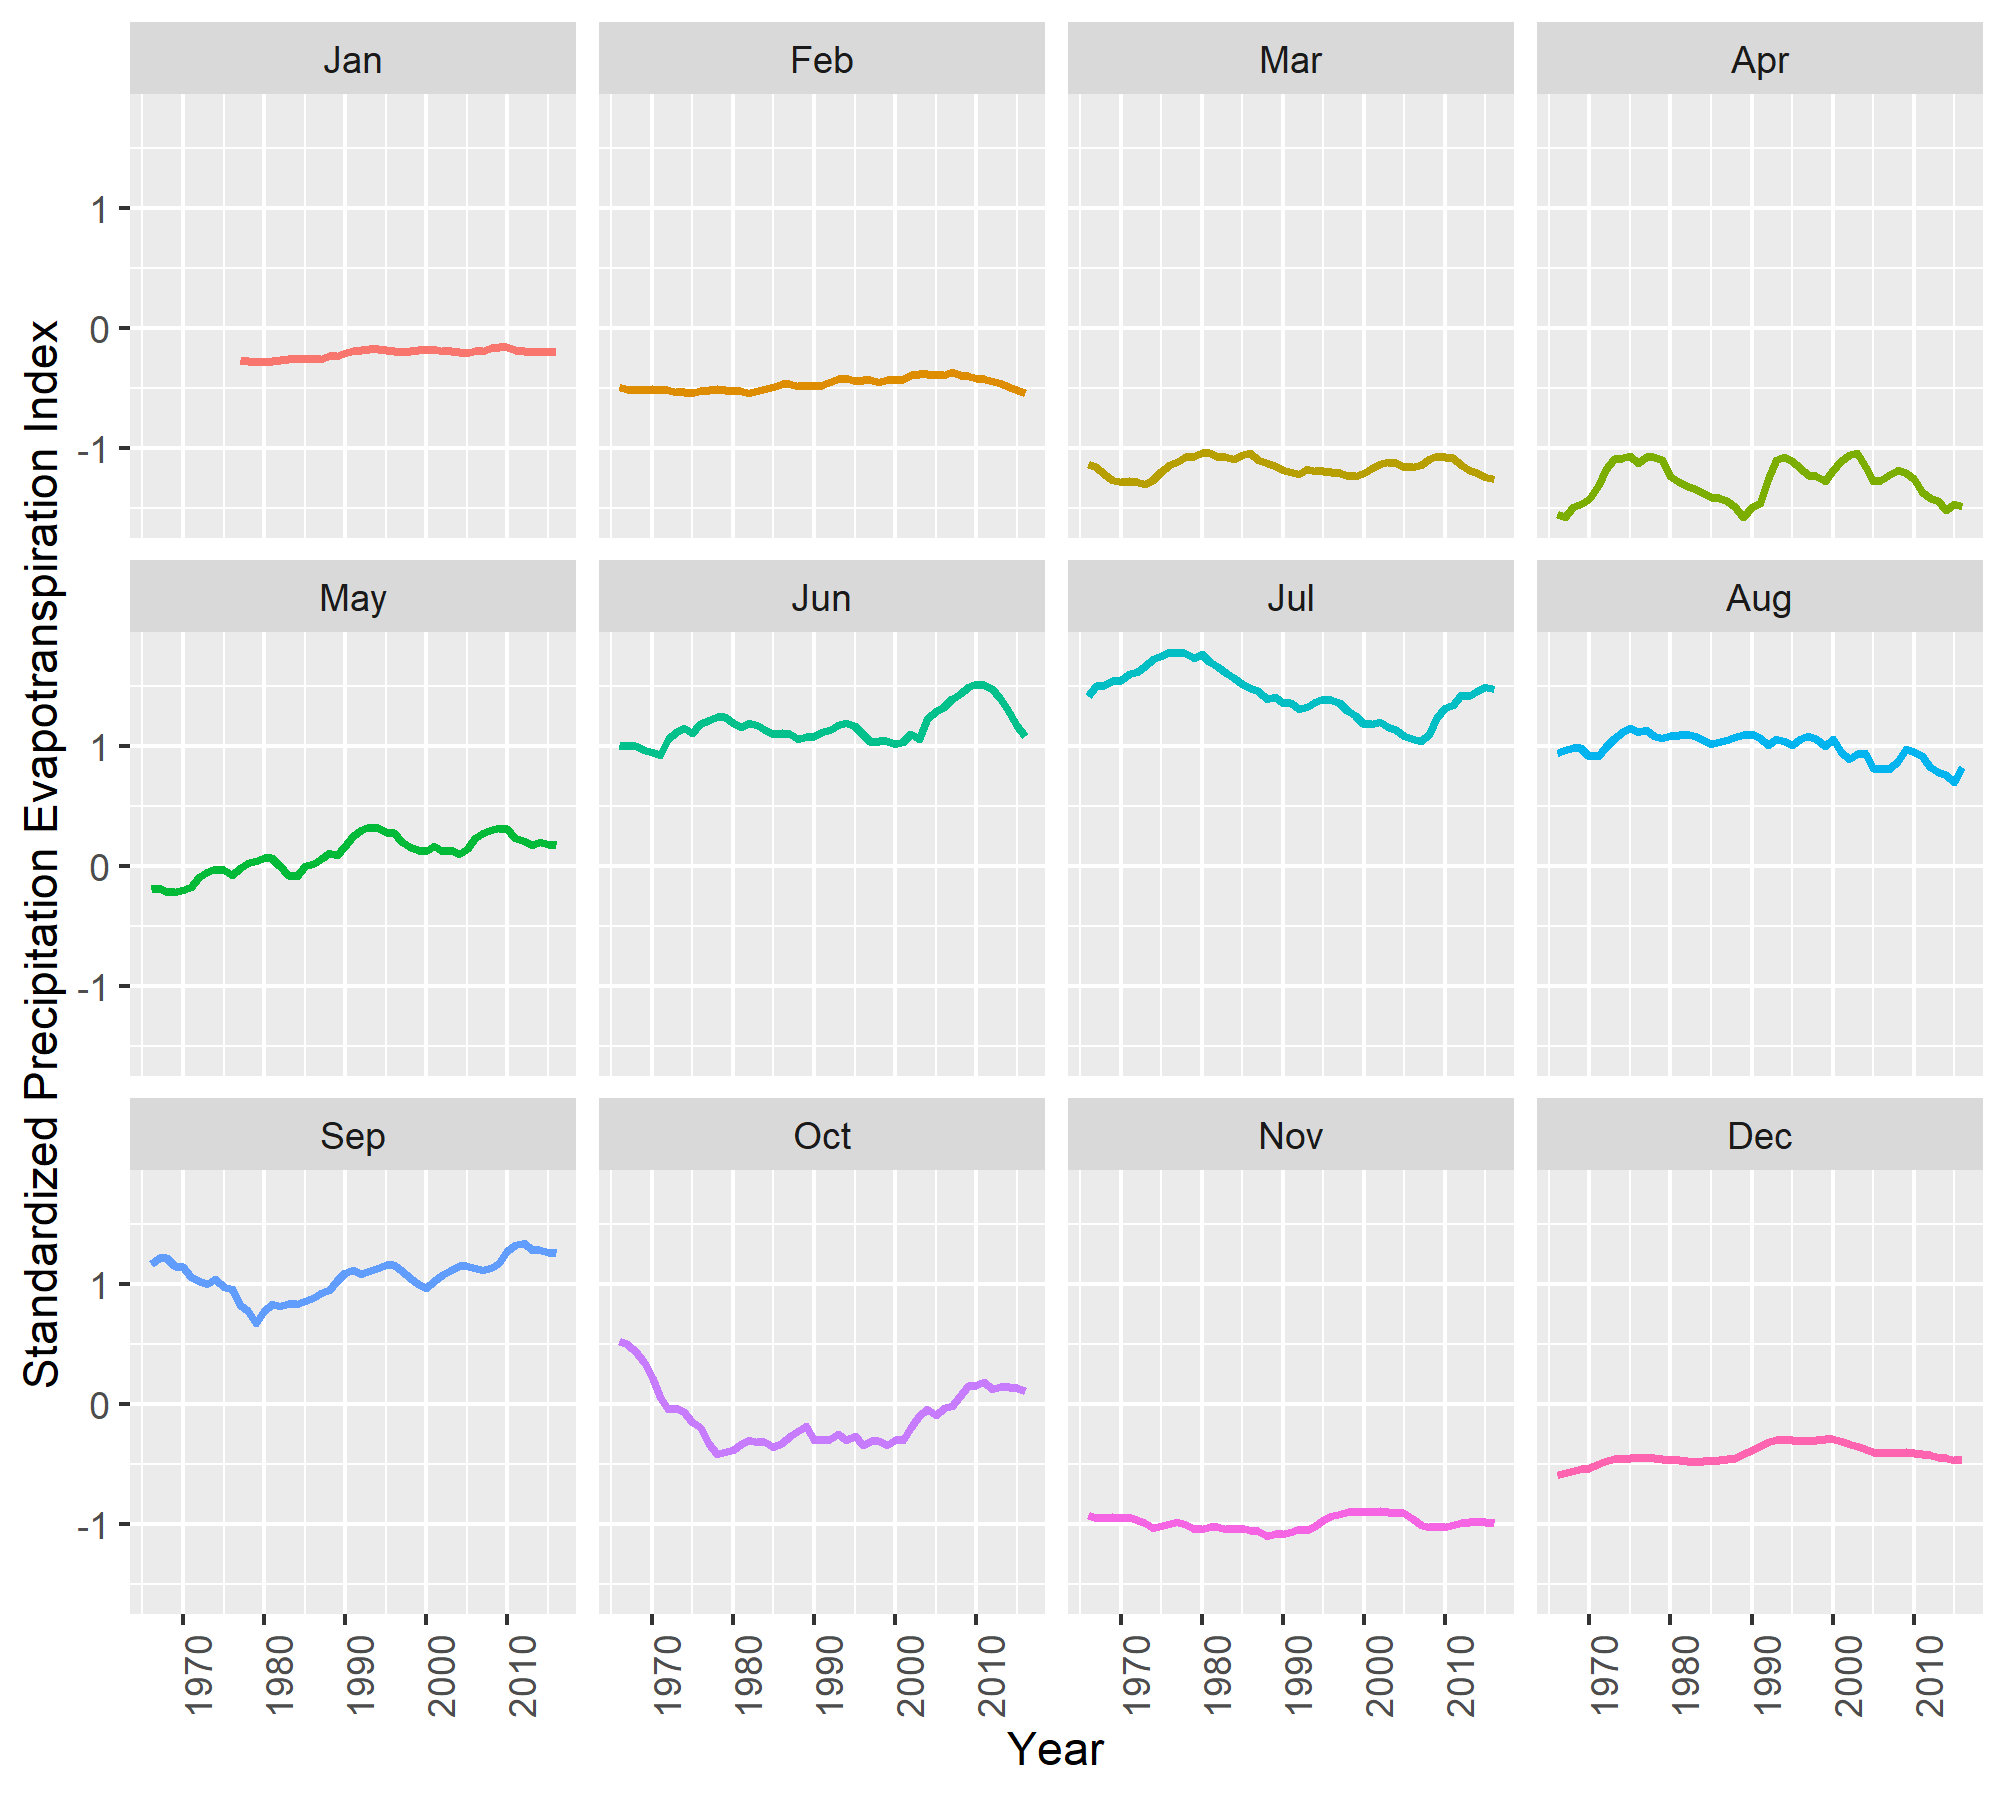 Jan Feb Mar Apr
1
0
-1
May Jun Jul Aug
1
0
-1
Sep Oct Nov Dec
1
0
-1
1970 1980 1990 2000 2010 1970 1980 1990 2000 2010 1970 1980 1990 2000 2010 1970 1980 1990 2000 2010
Year
Standardized Precipitation Evapotranspiration Index